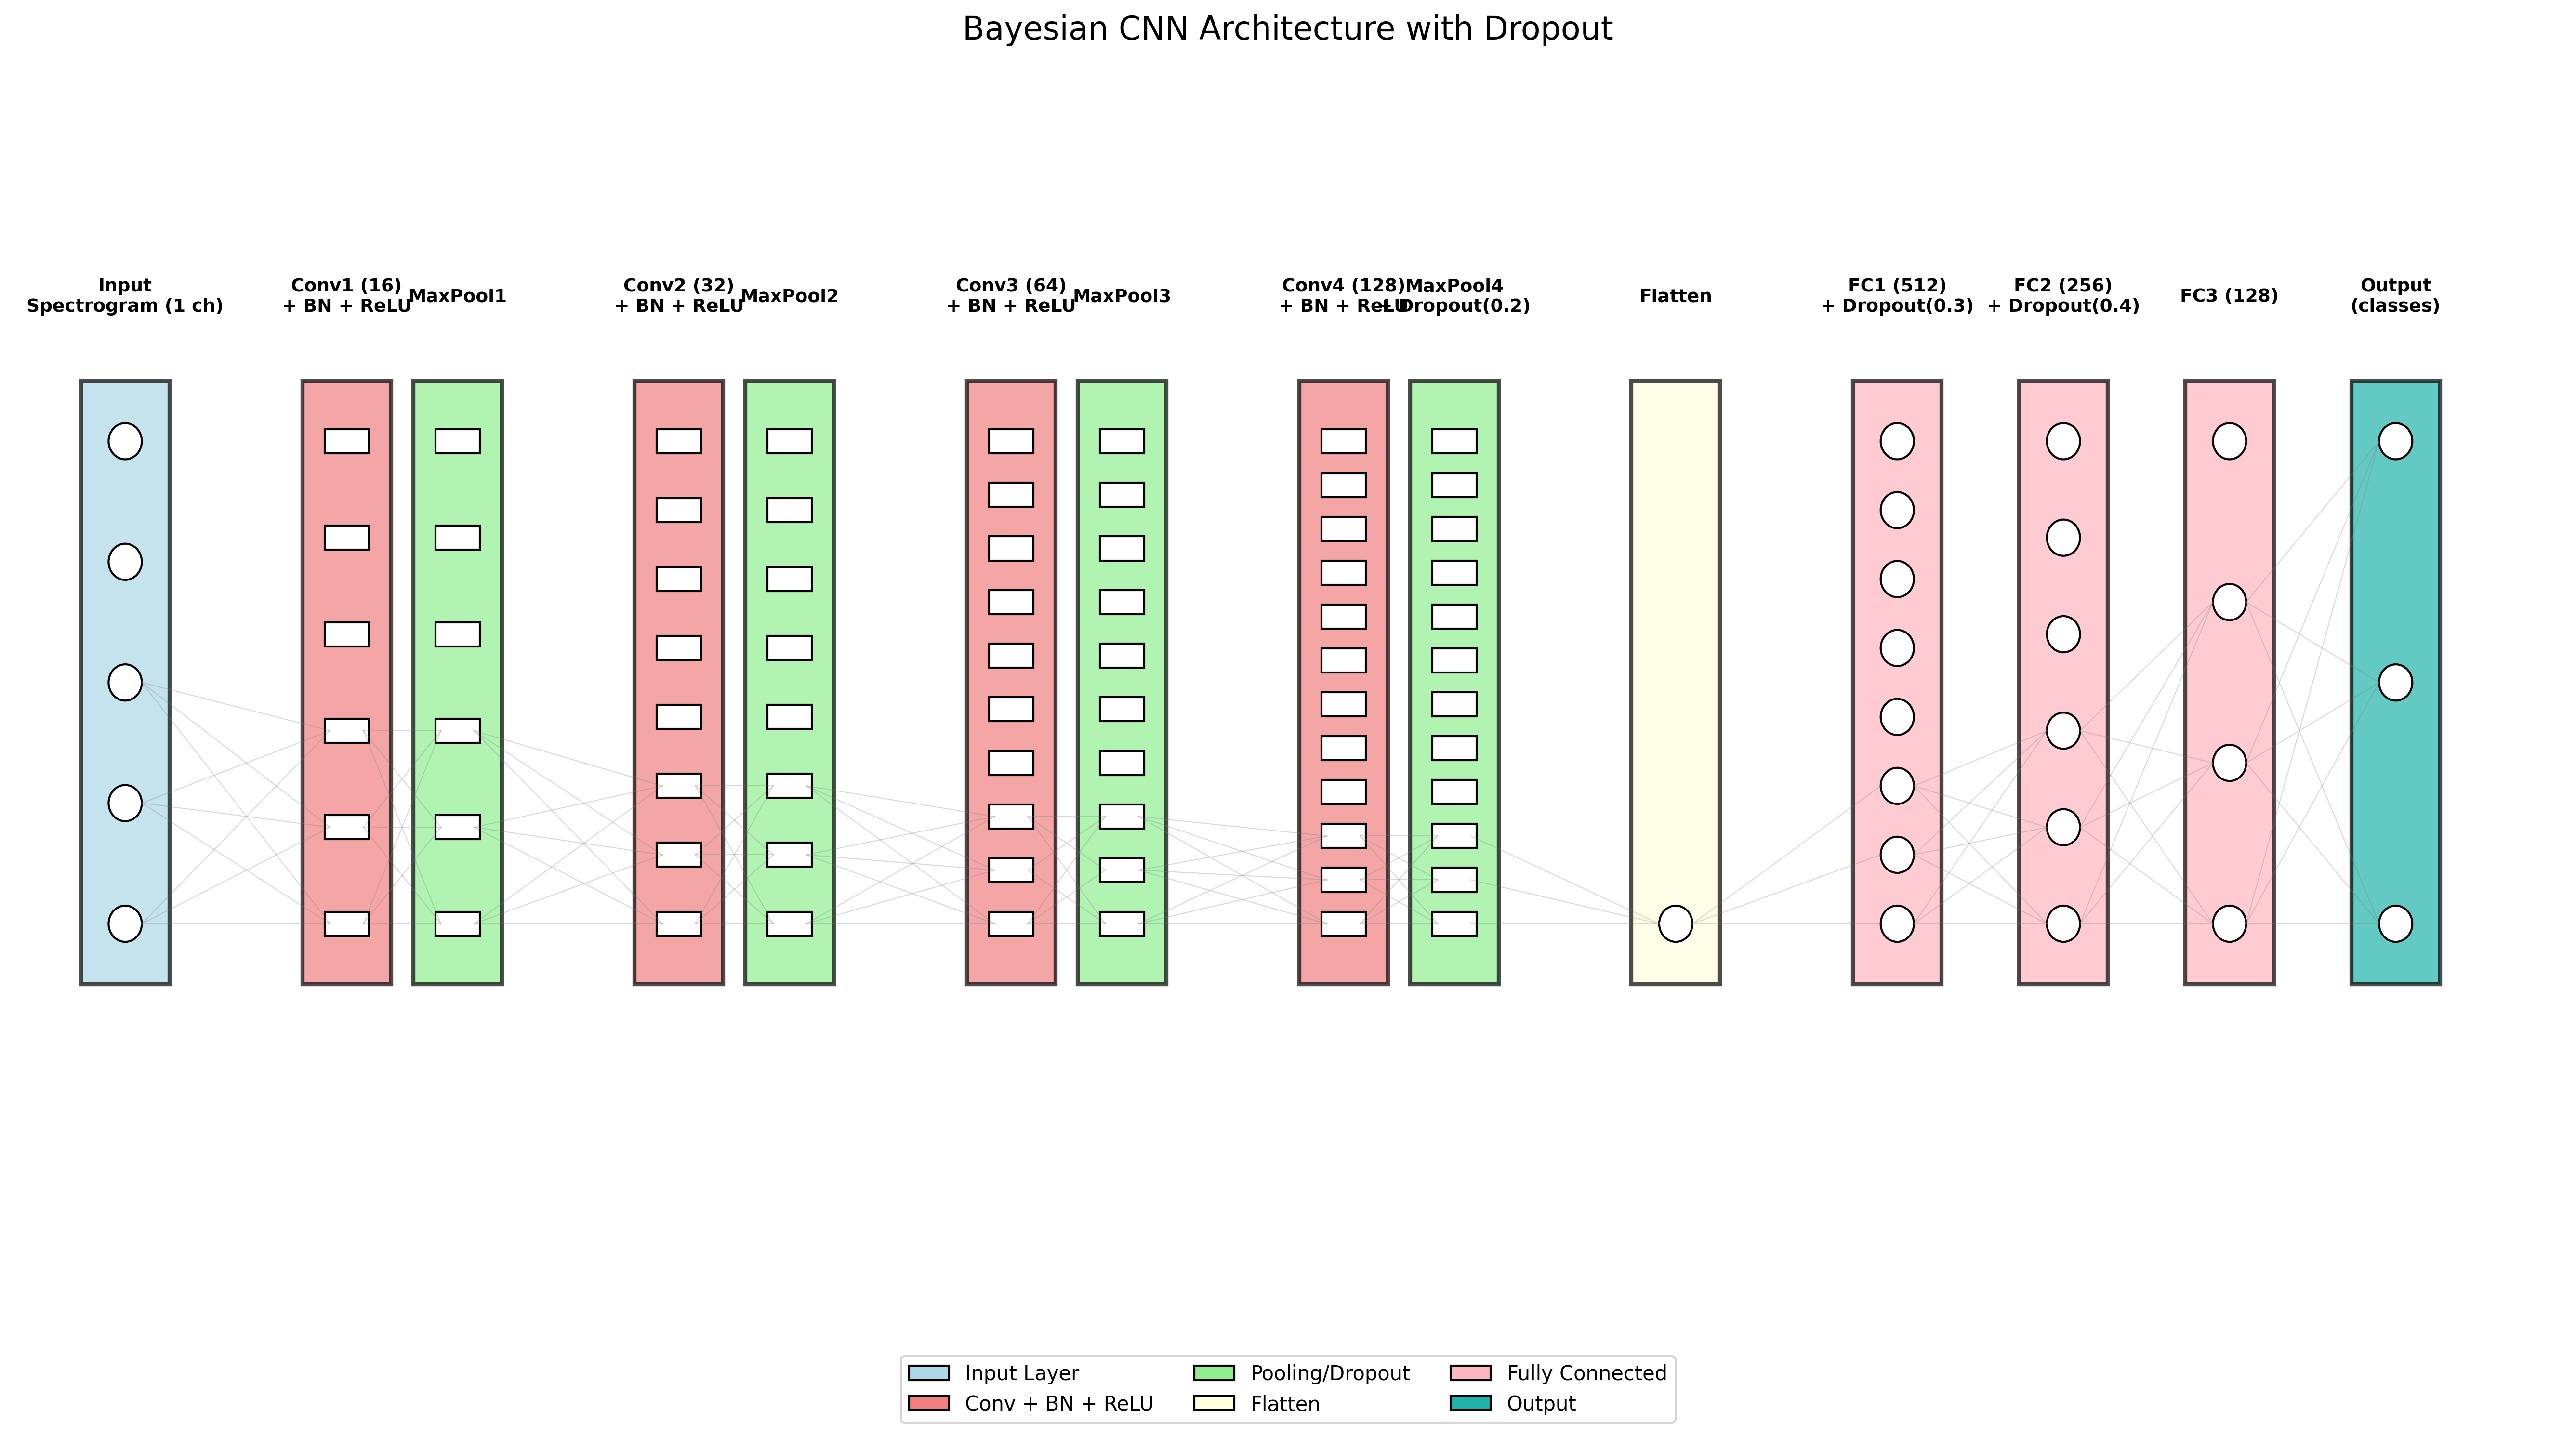 Bayesian CNN Architecture with Dropout
Input
Spectrogram (1 ch)
Conv1 (16)
+ BN + ReLU
MaxPool1
Conv2 (32)
+ BN + ReLU
MaxPool2
Conv3 (64)
+ BN + ReLU
MaxPool3
Conv4 (128)
+ BN + ReLU
MaxPool4
+ Dropout(0.2)
Flatten
FC1 (512)
+ Dropout(0.3)
FC2 (256)
+ Dropout(0.4)
FC3 (128)
Output
(classes)
Input Layer
Conv + BN + ReLU
Pooling/Dropout
Flatten
Fully Connected
Output